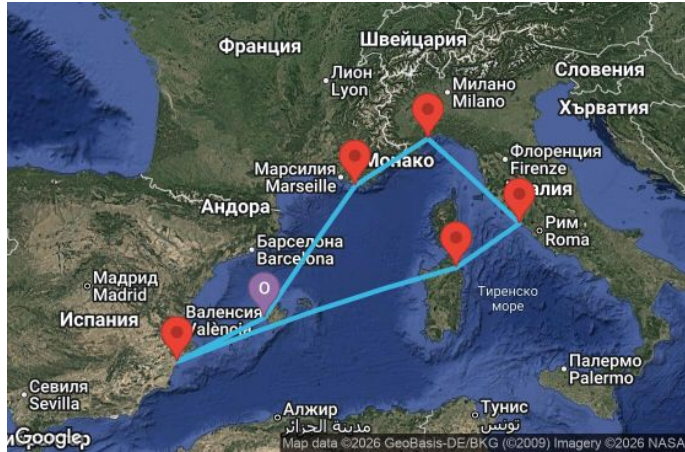 Франция
Швейцария
Словения
Лион
Lyon
Милано
Milano
Хърватия
Марсилия
Marseille
Монако
Флоренция
Firenze
Андора
Рим
Roma
Барселона
Barcelona
Мадрид
Madrid
O
Валенсия
València
Тиренско
море
Испания
Палермо
Palermo
Севиля
Sevilla
Алжир
مدينة الجزائر
Тунис
تونس
Google
Map data ©2026 GeoBasis-DE/BKG (©2009) Imagery ©2026 NASA